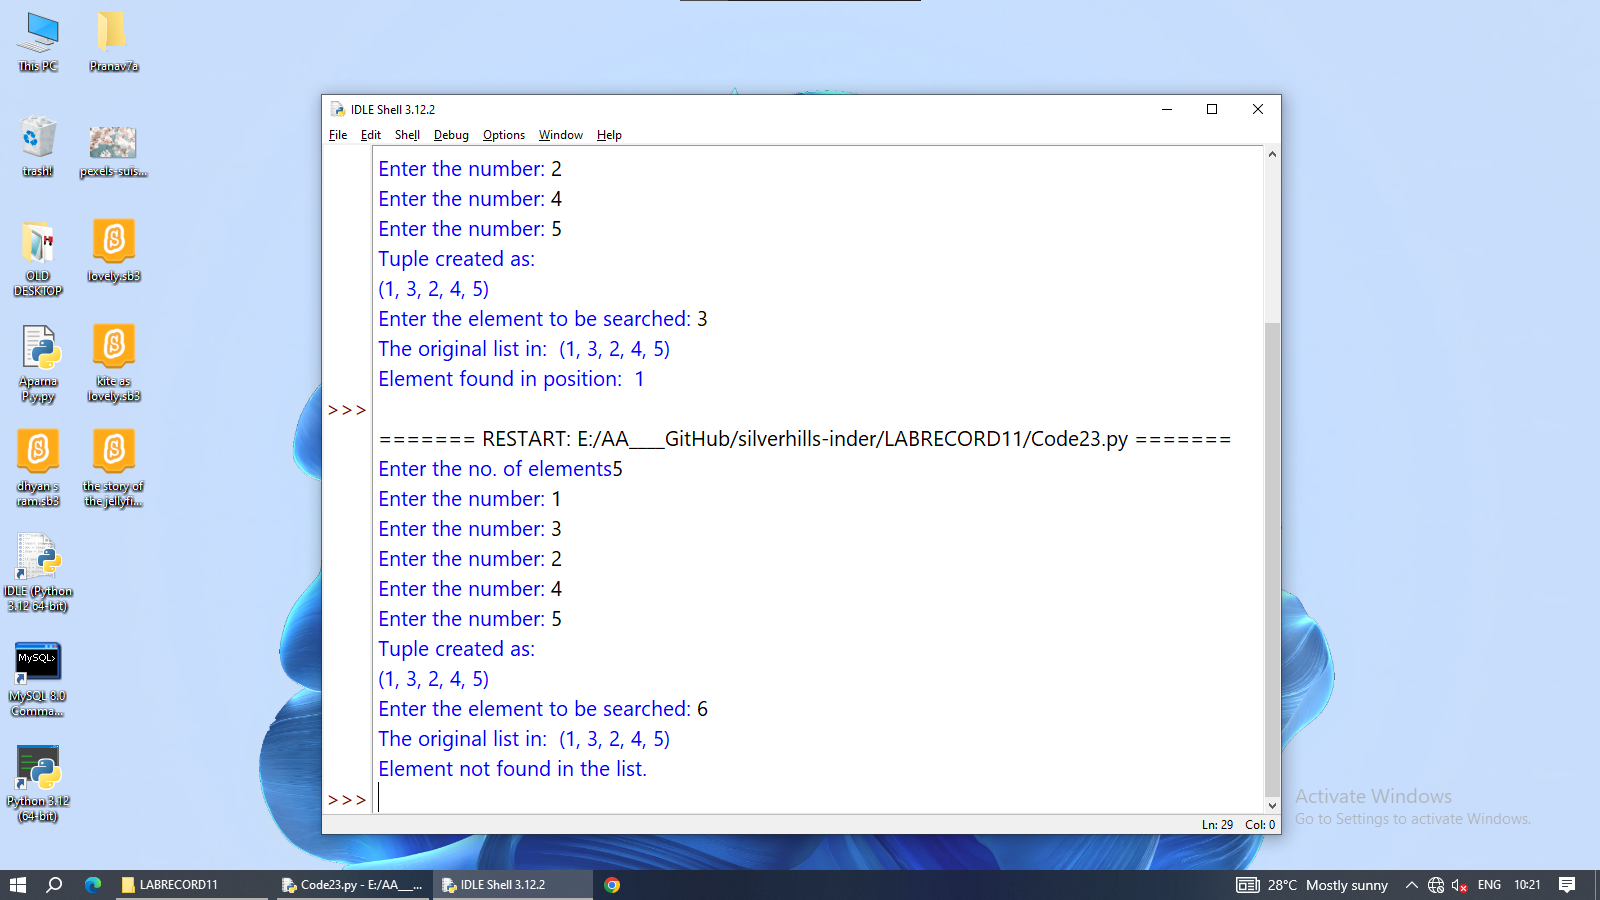 This PC
Pranav7a
trash!
pexels-suis...
OLD DESKTOP
lovely.sb3
Aparna P.y.py
kite as lovely.sb3
dhyan s ram.sb3
the story of the jellyfi...
IDLE (Python 3.12 64-bit)
MySQL>
MySQL 8.0 Comma...
Python 3.12 (64-bit)
IDLE Shell 3.12.2
File Edit Shell Debug Options Window Help
Enter the number: 2
Enter the number: 4
Enter the number: 5
Tuple created as:
(1, 3, 2, 4, 5)
Enter the element to be searched: 3
The original list in:  (1, 3, 2, 4, 5)
Element found in position:  1
>>>
======= RESTART: E:/AA____GitHub/silverhills-inder/LABRECORD11/Code23.py =======
Enter the no. of elements5
Enter the number: 1
Enter the number: 3
Enter the number: 2
Enter the number: 4
Enter the number: 5
Tuple created as:
(1, 3, 2, 4, 5)
Enter the element to be searched: 6
The original list in:  (1, 3, 2, 4, 5)
Element not found in the list.
>>>
Ln: 29 Col: 0
Activate Windows
Go to Settings to activate Windows.
LABRECORD11
Code23.py - E:/AA___...
IDLE Shell 3.12.2
28°C Mostly sunny
ENG
10:21